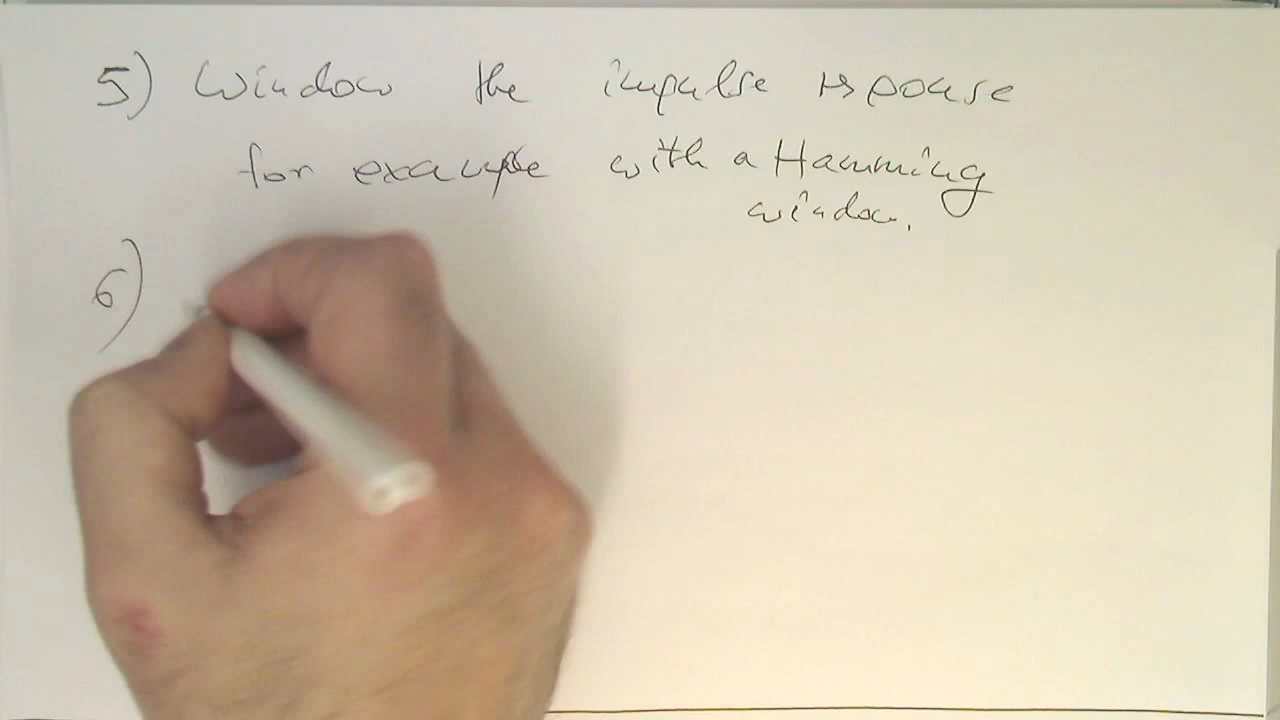 5) Window the impulse response
for example with a Hamming
window.
6)